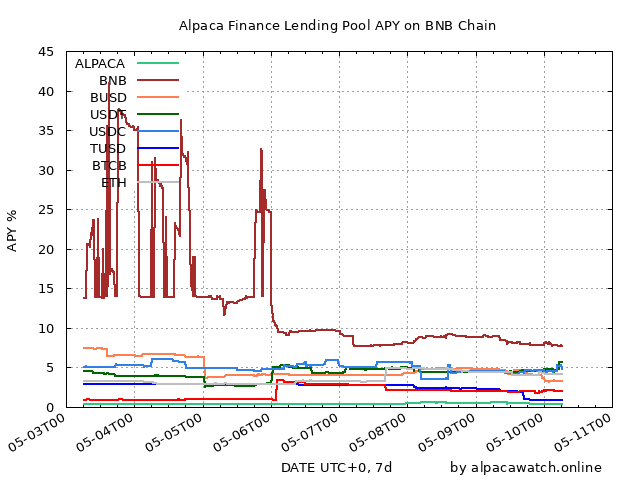 Alpaca Finance Lending Pool APY on BNB Chain
45
40
35
30
25
20
15
10
5
0
APY %
ALPACA
BNB
BUSD
USDT
USDC
TUSD
BTCB
ETH
05-03T00
05-04T00
05-05T00
05-06T00
05-07T00
05-08T00
05-09T00
05-10T00
05-11T00
DATE UTC+0, 7d
by alpacawatch.online